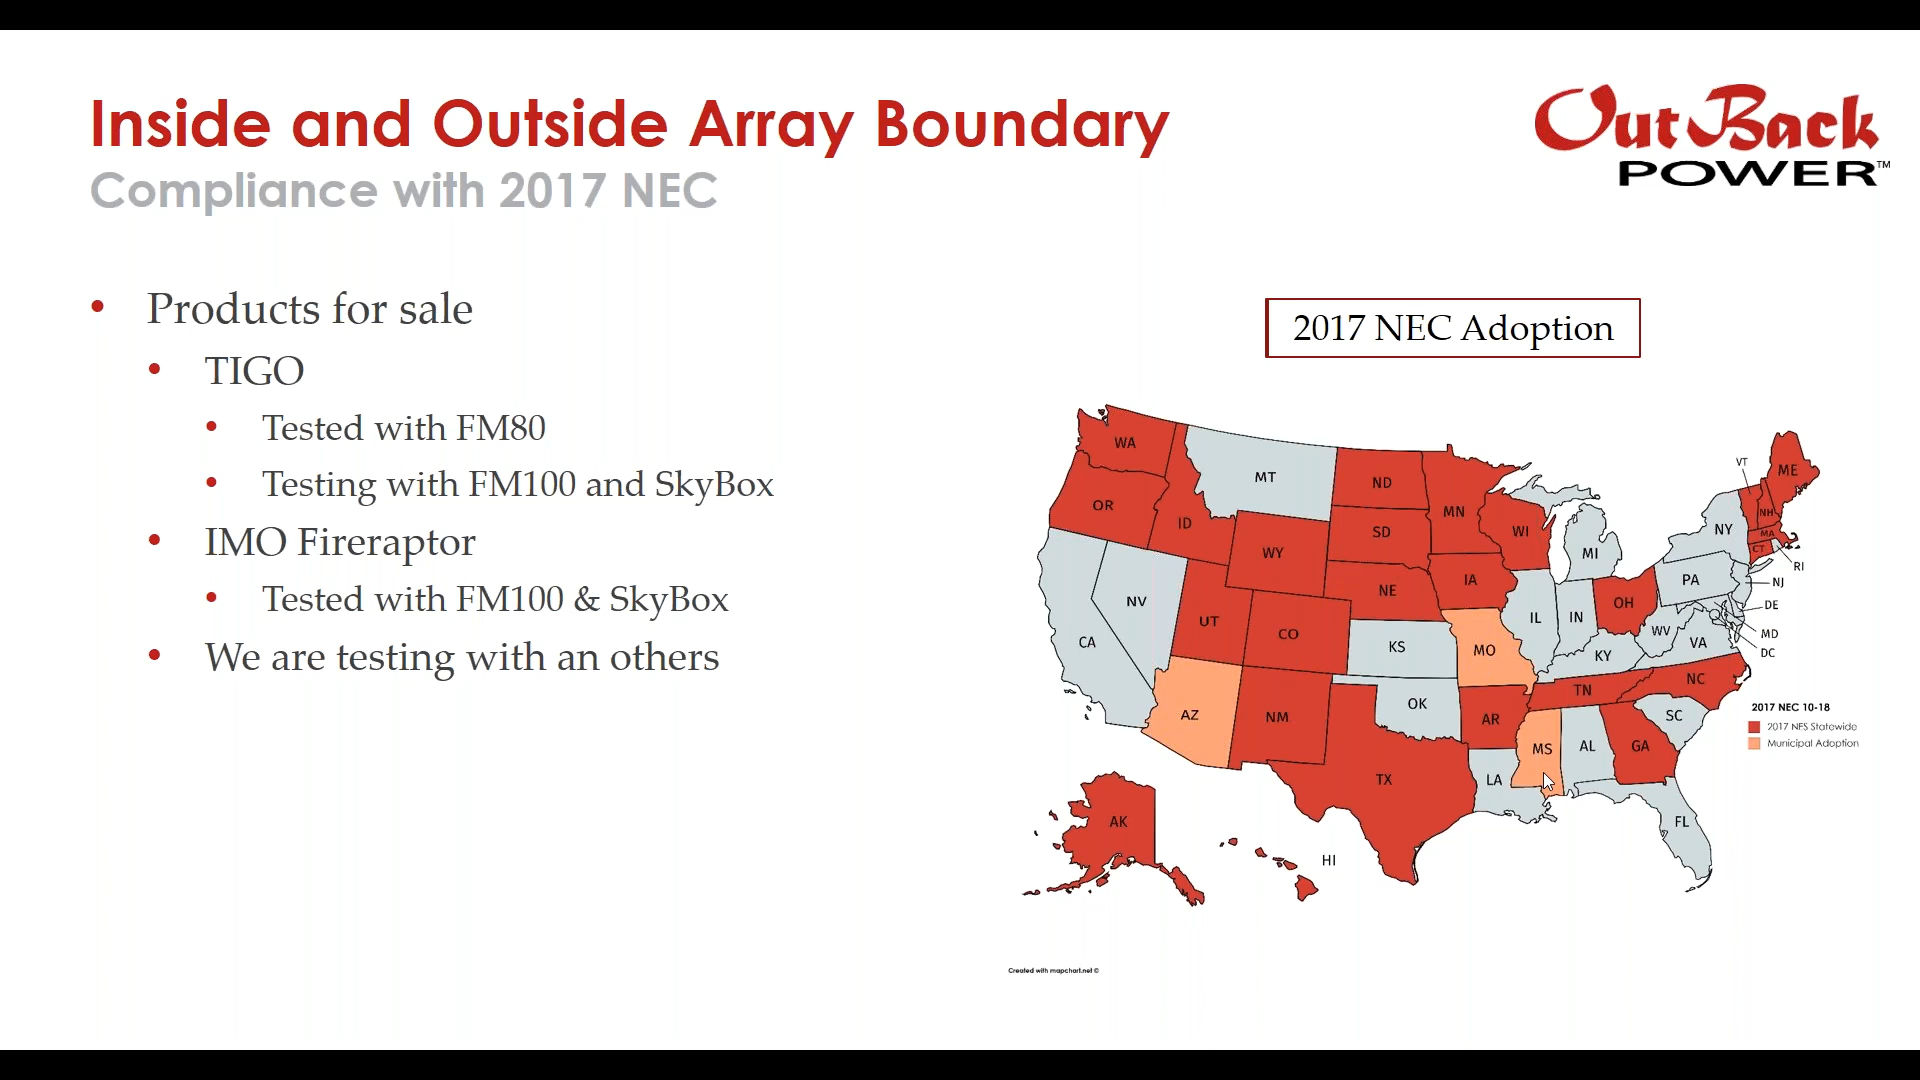 Inside and Outside Array Boundary
Compliance with 2017 NEC
OutBack
POWER™
• Products for sale
• TIGO
• Tested with FM80
• Testing with FM100 and SkyBox
• IMO Fireraptor
• Tested with FM100 & SkyBox
• We are testing with an others
2017 NEC Adoption
WA
MT
ND
MN
VT
ME
OR
ID
WY
SD
WI
MI
NY
NH
MA
CT
RI
NV
UT
CO
NE
IA
IL
IN
OH
PA
NJ
DE
MD
DC
CA
KS
MO
KY
WV
VA
AZ
NM
OK
AR
TN
NC
SC
TX
LA
MS
AL
GA
FL
AK
HI
2017 NEC 10-18
2017 NFS Statewide
Municipal Adoption
Created with mapchart.net ©